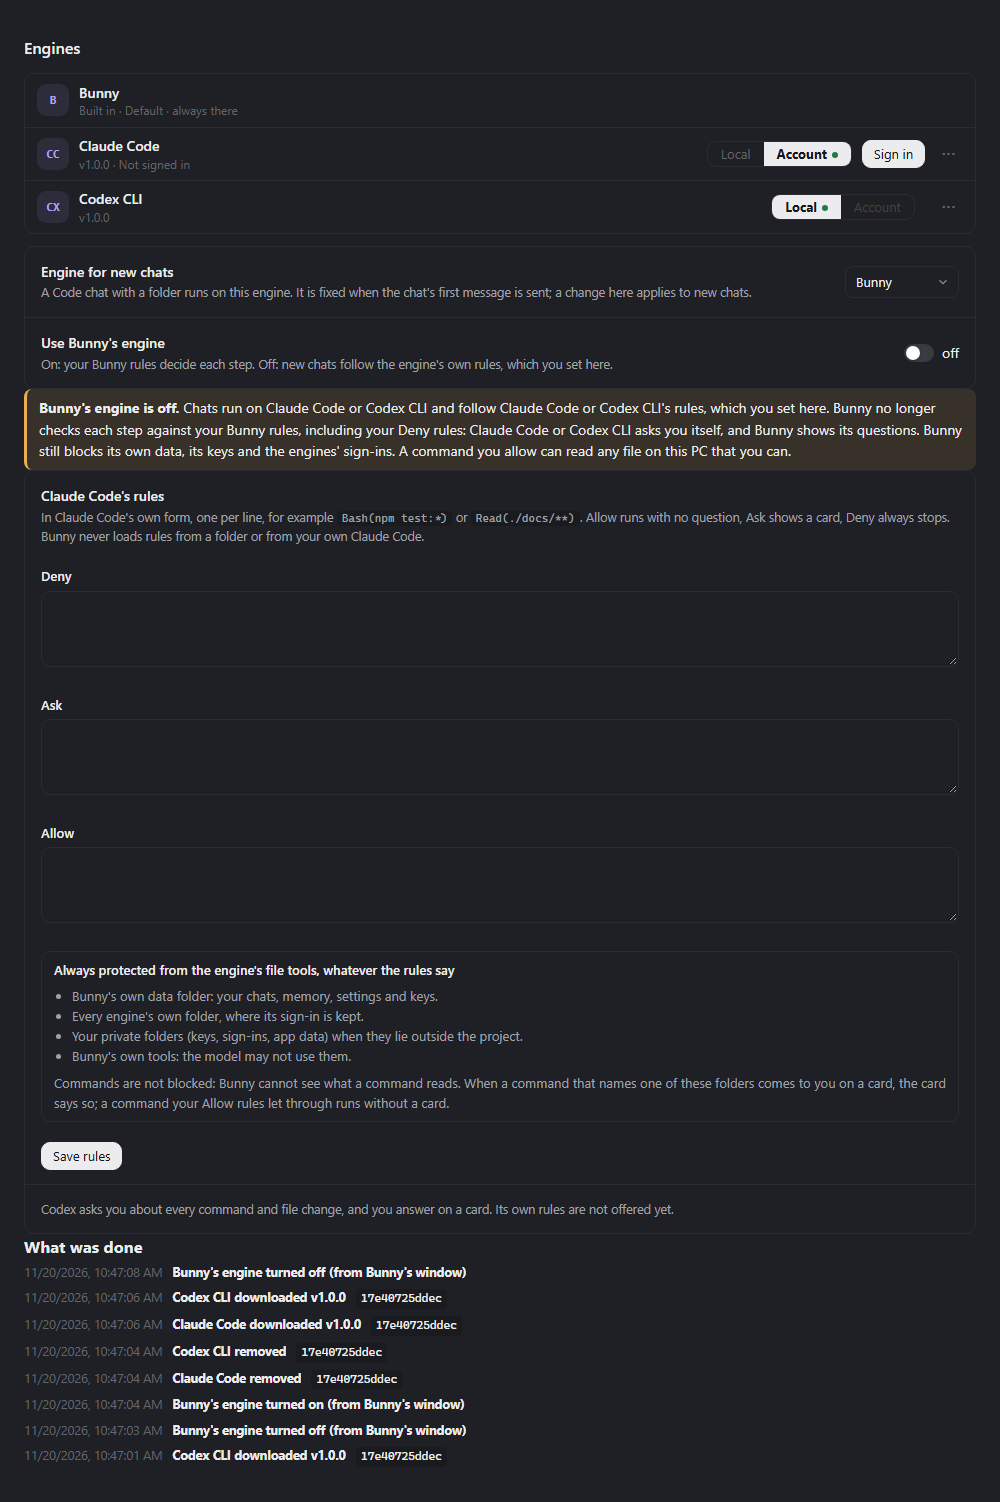 Engines
B
Bunny
Built in · Default · always there
CC
Claude Code
v1.0.0 · Not signed in
Local
Account
Sign in
CX
Codex CLI
v1.0.0
Local
Account
Engine for new chats
A Code chat with a folder runs on this engine. It is fixed when the chat's first message is sent; a change here applies to new chats.
Bunny
Use Bunny's engine
On: your Bunny rules decide each step. Off: new chats follow the engine's own rules, which you set here.
off
Bunny's engine is off. Chats run on Claude Code or Codex CLI and follow Claude Code or Codex CLI's rules, which you set here. Bunny no longer
checks each step against your Bunny rules, including your Deny rules: Claude Code or Codex CLI asks you itself, and Bunny shows its questions. Bunny
still blocks its own data, its keys and the engines' sign-ins. A command you allow can read any file on this PC that you can.
Claude Code's rules
In Claude Code's own form, one per line, for example Bash(npm test:*) or Read(./docs/**). Allow runs with no question, Ask shows a card, Deny always stops.
Bunny never loads rules from a folder or from your own Claude Code.
Deny
Ask
Allow
Always protected from the engine's file tools, whatever the rules say
• Bunny's own data folder: your chats, memory, settings and keys.
• Every engine's own folder, where its sign-in is kept.
• Your private folders (keys, sign-ins, app data) when they lie outside the project.
• Bunny's own tools: the model may not use them.
Commands are not blocked: Bunny cannot see what a command reads. When a command that names one of these folders comes to you on a card, the card
says so; a command your Allow rules let through runs without a card.
Save rules
Codex asks you about every command and file change, and you answer on a card. Its own rules are not offered yet.
What was done
11/20/2026, 10:47:08 AM Bunny's engine turned off (from Bunny's window)
11/20/2026, 10:47:06 AM Codex CLI downloaded v1.0.0 17e40725ddec
11/20/2026, 10:47:06 AM Claude Code downloaded v1.0.0 17e40725ddec
11/20/2026, 10:47:04 AM Codex CLI removed 17e40725ddec
11/20/2026, 10:47:04 AM Claude Code removed 17e40725ddec
11/20/2026, 10:47:04 AM Bunny's engine turned on (from Bunny's window)
11/20/2026, 10:47:03 AM Bunny's engine turned off (from Bunny's window)
11/20/2026, 10:47:01 AM Codex CLI downloaded v1.0.0 17e40725ddec